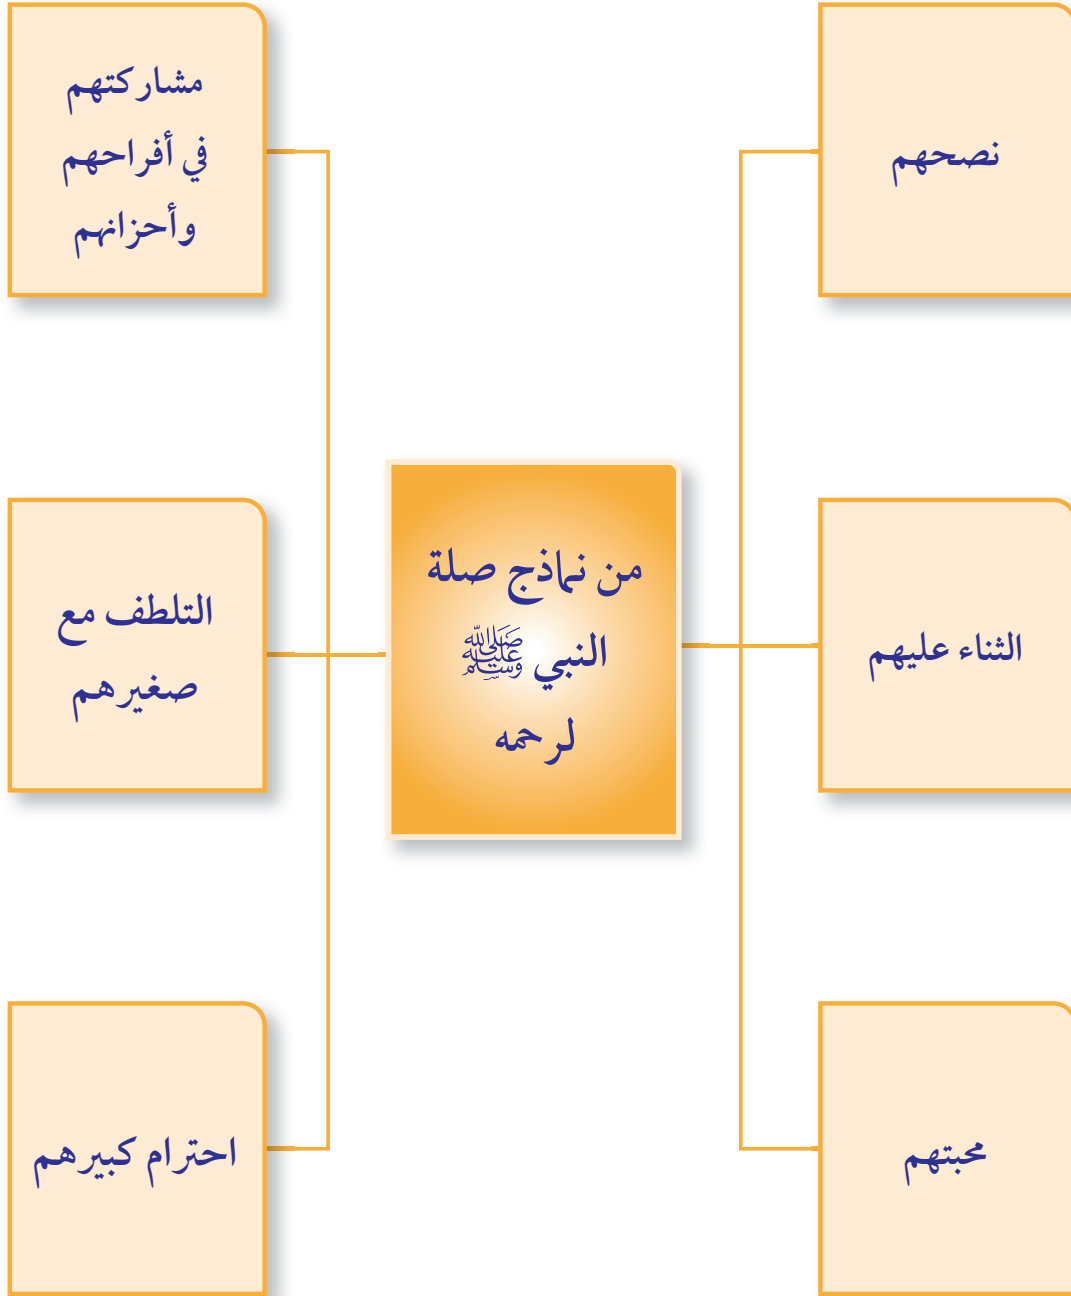 من نماذج صلة
النبي ﷺ
لرحمه
نصحهم
الثناء عليهم
محبتهم
مشاركتهم
في أفراحهم
وأحزانهم
التلطف مع
صغيرهم
احترام كبيرهم